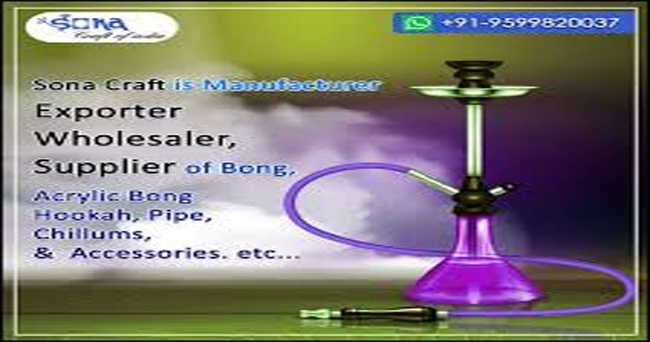 SONA
Craft of india
+91-9599820037
Sona Craft is Manufacturer
Exporter
Wholesaler,
Supplier of Bong,
Acrylic Bong
Hookah, Pipe,
Chillums,
& Accessories. etc...